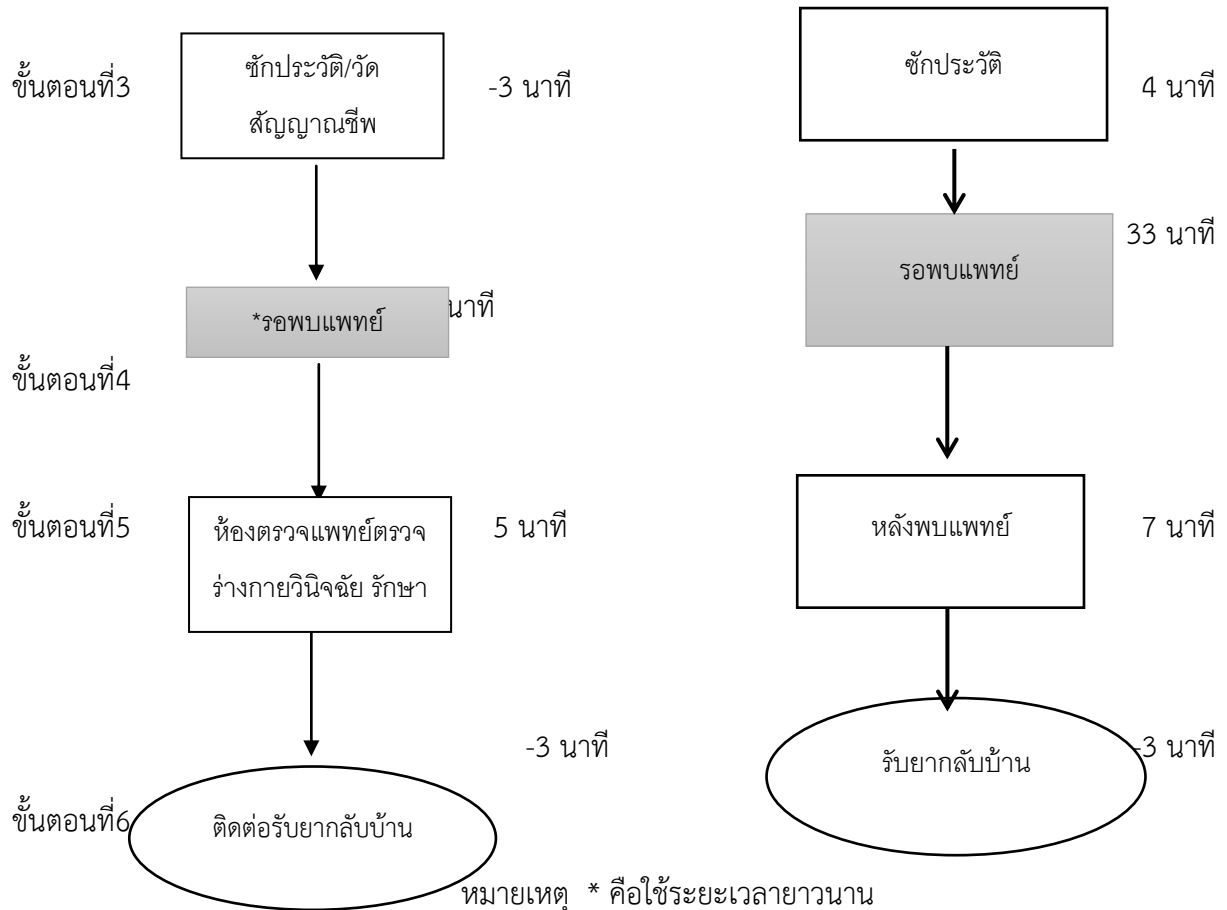 ขั้นตอนที่3
ซักประวัติ/วัด
สัญญาณชีพ
-3 นาที
ซักประวัติ
4 นาที
*รอพบแพทย์
นาที
รอพบแพทย์
33 นาที
ขั้นตอนที่4
ขั้นตอนที่5
ห้องตรวจแพทย์ตรวจ
ร่างกายวินิจฉัย รักษา
5 นาที
หลังพบแพทย์
7 นาที
-3 นาที
รับยากลับบ้าน
-3 นาที
ขั้นตอนที่6
ติดต่อรับยากลับบ้าน
หมายเหตุ * คือใช้ระยะเวลายาวนาน